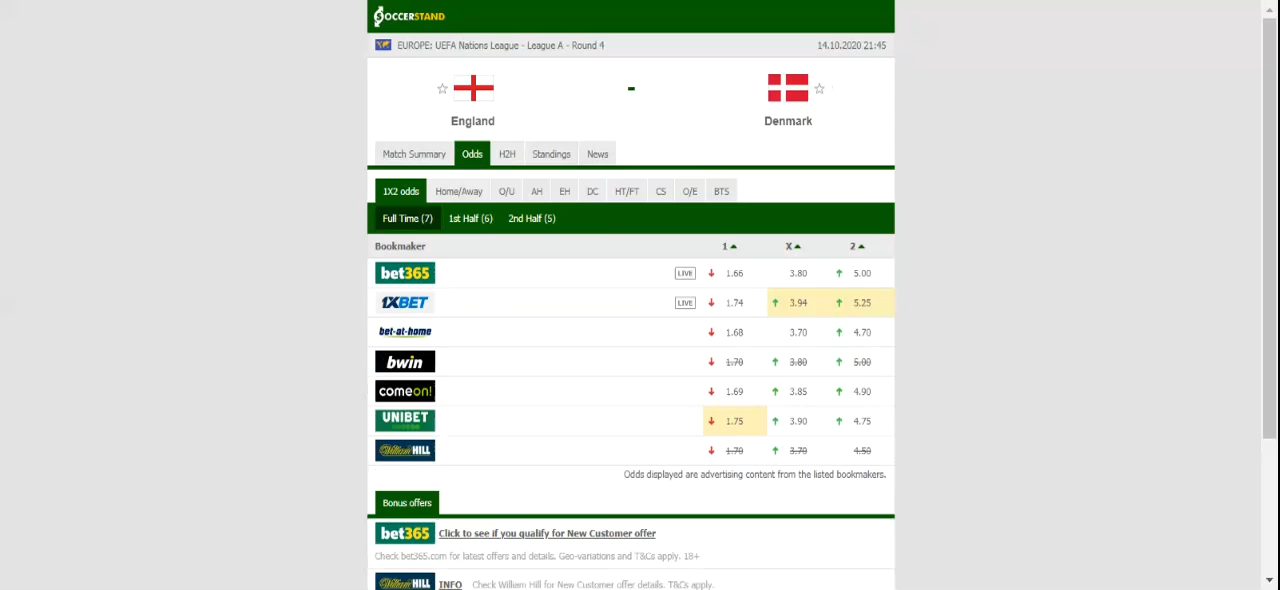 SOCCERSTAND
EUROPE: UEFA Nations League - League A - Round 4 14.10.2020 21:45
-
England Denmark
Match Summary Odds H2H Standings News
1X2 odds Home/Away O/U AH EH DC HT/FT CS O/E BTS
Full Time (7) 1st Half (6) 2nd Half (5)
Bookmaker 1 X 2
bet365 LIVE 1.66 3.80 5.00
1XBET LIVE 1.74 3.94 5.25
bet-at-home 1.68 3.70 4.70
bwin 1.70 3.80 5.00
comeon! 1.69 3.85 4.90
UNIBET 1.75 3.90 4.75
William HILL 1.70 3.70 4.50
Odds displayed are advertising content from the listed bookmakers.
Bonus offers
bet365 Click to see if you qualify for New Customer offer
Check bet365.com for latest offers and details. Geo-variations and T&Cs apply. 18+
William HILL INFO Check William Hill for New Customer offer details. T&Cs apply.